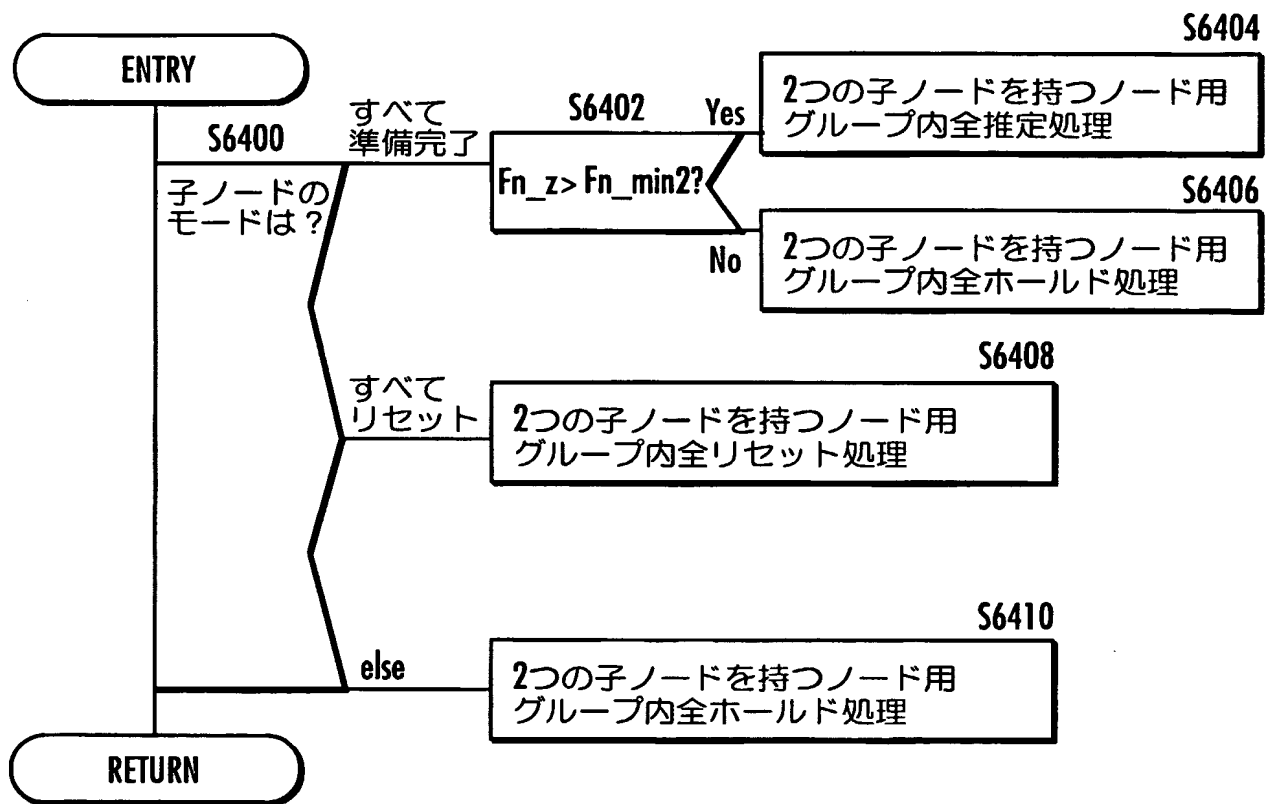 S6404
ENTRY
2つの子ノードを持つノード用
グループ内全推定処理
すべて
準備完了
S6402
Yes
S6400
Fn_z> Fn_min2?
S6406
子ノードの
モードは?
No
2つの子ノードを持つノード用
グループ内全ホールド処理
S6408
すべて
リセット
2つの子ノードを持つノード用
グループ内全リセット処理
S6410
else
2つの子ノードを持つノード用
グループ内全ホールド処理
RETURN